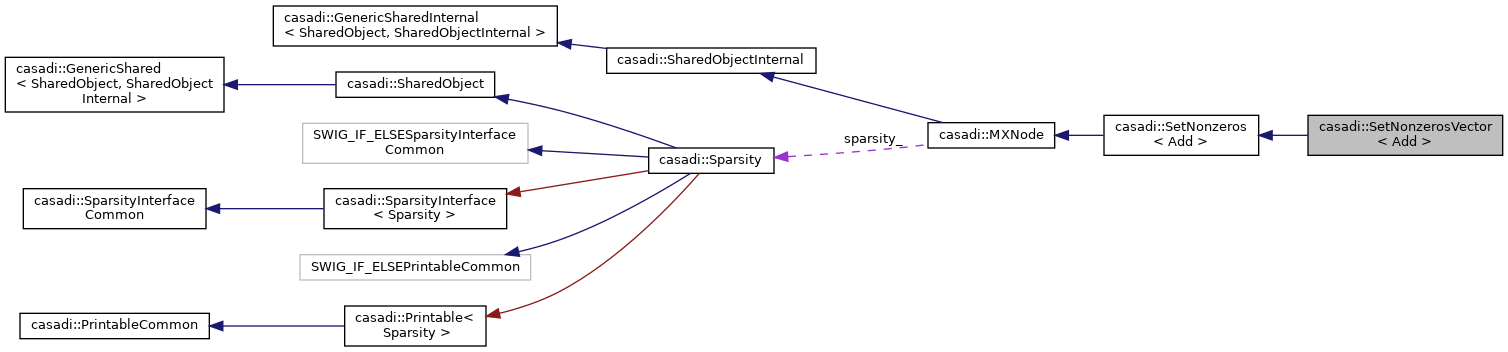 casadi::GenericSharedInternal
< SharedObject, SharedObjectInternal >
casadi::SharedObjectInternal
casadi::GenericShared
< SharedObject, SharedObject
Internal >
casadi::SharedObject
SWIG_IF_ELSESparsityInterface
Common
casadi::Sparsity
sparsity_
casadi::MXNode
casadi::SetNonzeros
< Add >
casadi::SetNonzerosVector
< Add >
casadi::SparsityInterface
Common
casadi::SparsityInterface
< Sparsity >
SWIG_IF_ELSEPrintableCommon
casadi::PrintableCommon
casadi::Printable<
Sparsity >